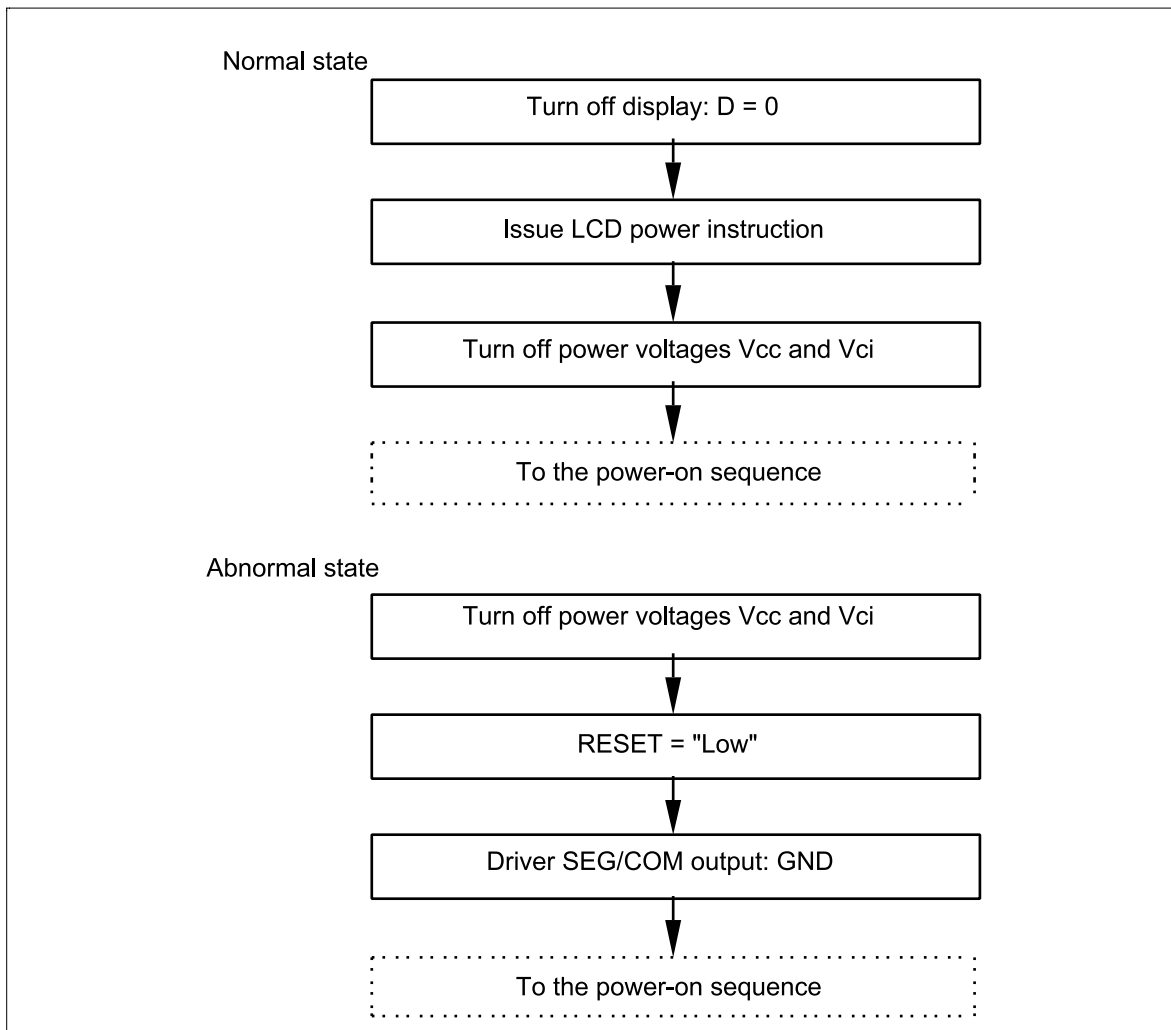 Normal state
Turn off display: D = 0
Issue LCD power instruction
Turn off power voltages Vcc and Vci
To the power-on sequence
Abnormal state
Turn off power voltages Vcc and Vci
RESET = "Low"
Driver SEG/COM output: GND
To the power-on sequence